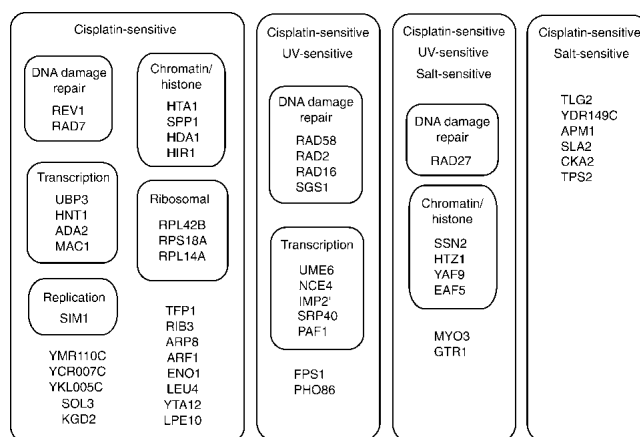 Cisplatin-sensitive
DNA damage
repair
REV1
RAD7
Transcription
UBP3
HNT1
ADA2
MAC1
Replication
SIM1
YMR110C
YCR007C
YKL005C
SOL3
KGD2
Chromatin/
histone
HTA1
SPP1
HDA1
HIR1
Ribosomal
RPL42B
RPS18A
RPL14A
TFP1
RIB3
ARP8
ARF1
ENO1
LEU4
YTA12
LPE10
Cisplatin-sensitive
UV-sensitive
DNA damage
repair
RAD58
RAD2
RAD16
SGS1
Transcription
UME6
NCE4
IMP2'
SRP40
PAF1
FPS1
PHO86
Cisplatin-sensitive
UV-sensitive
Salt-sensitive
DNA damage
repair
RAD27
Chromatin/
histone
SSN2
HTZ1
YAF9
EAF5
MYO3
GTR1
Cisplatin-sensitive
Salt-sensitive
TLG2
YDR149C
APM1
SLA2
CKA2
TPS2